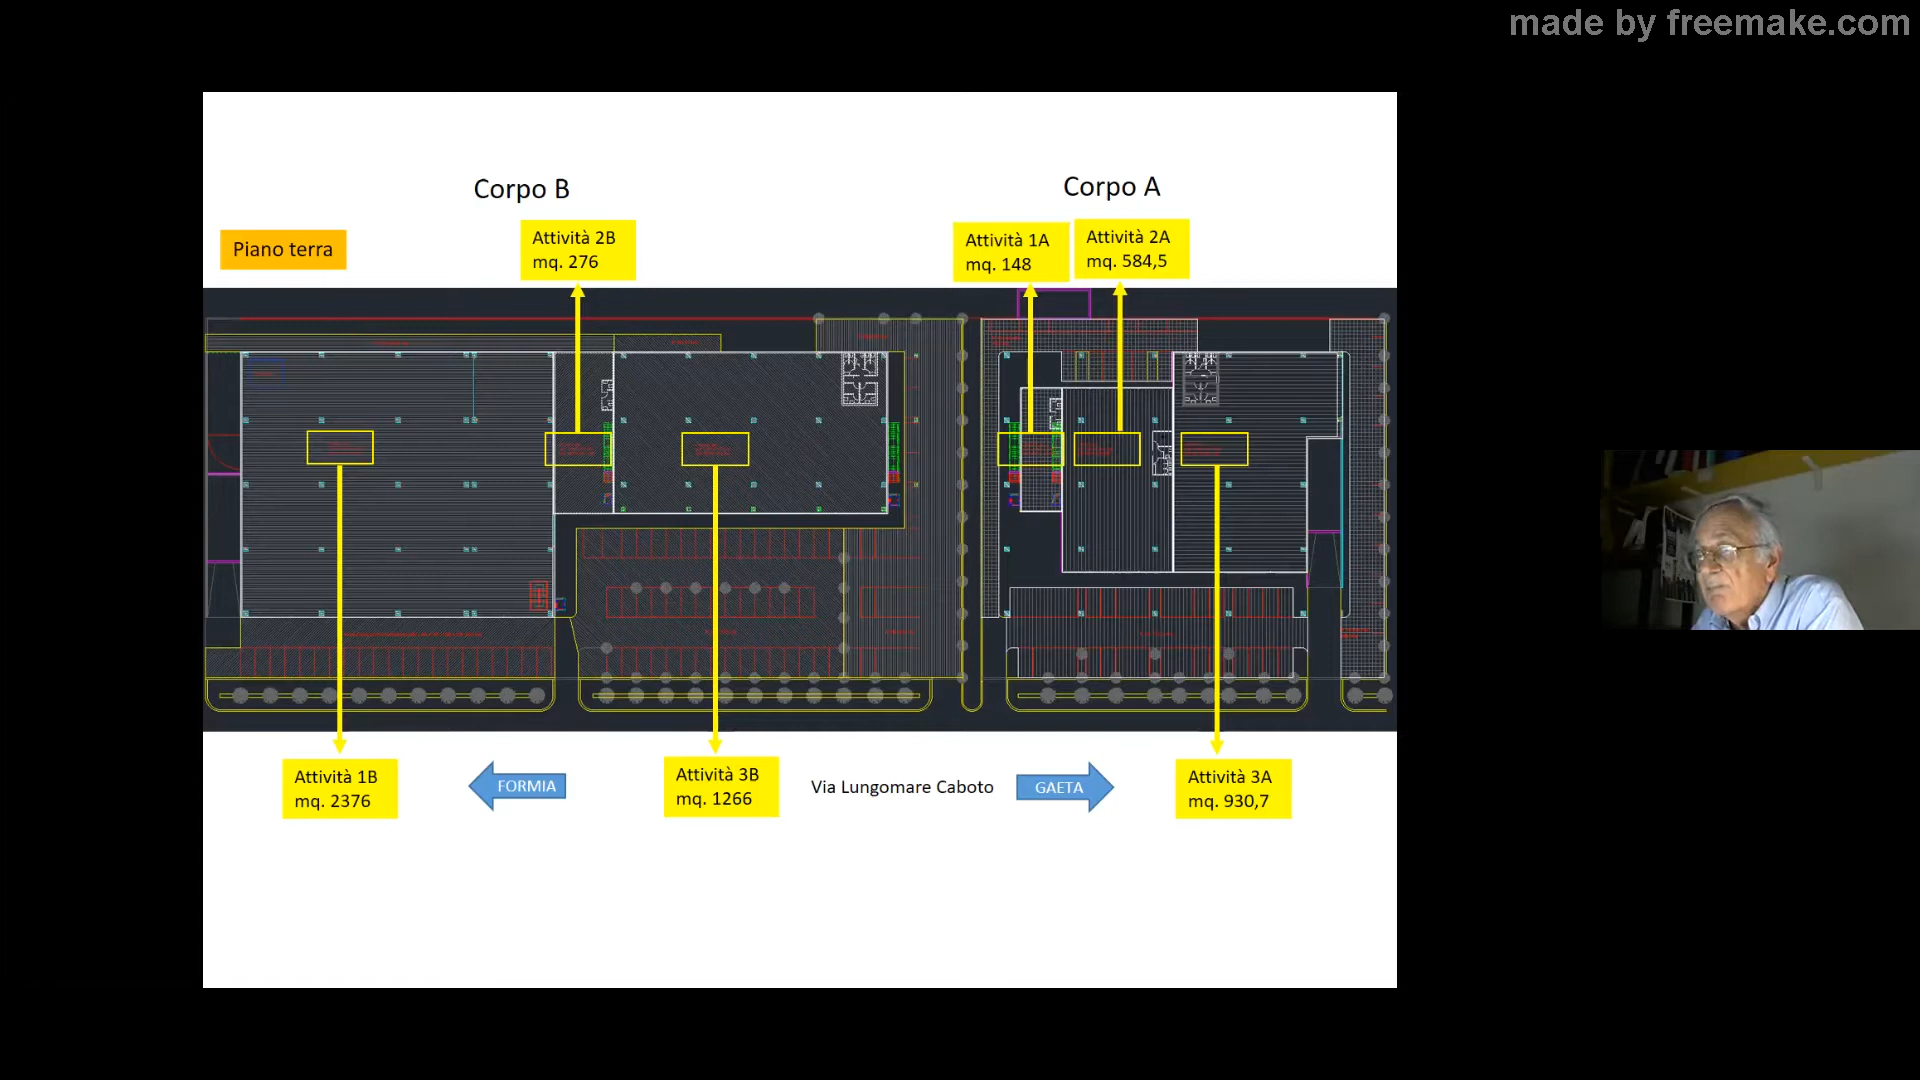 made by freemake.com
Corpo B
Corpo A
Piano terra
Attività 2B
mq. 276
Attività 1A
mq. 148
Attività 2A
mq. 584,5
Attività 1B
mq. 2376
FORMIA
Attività 3B
mq. 1266
Via Lungomare Caboto
GAETA
Attività 3A
mq. 930,7